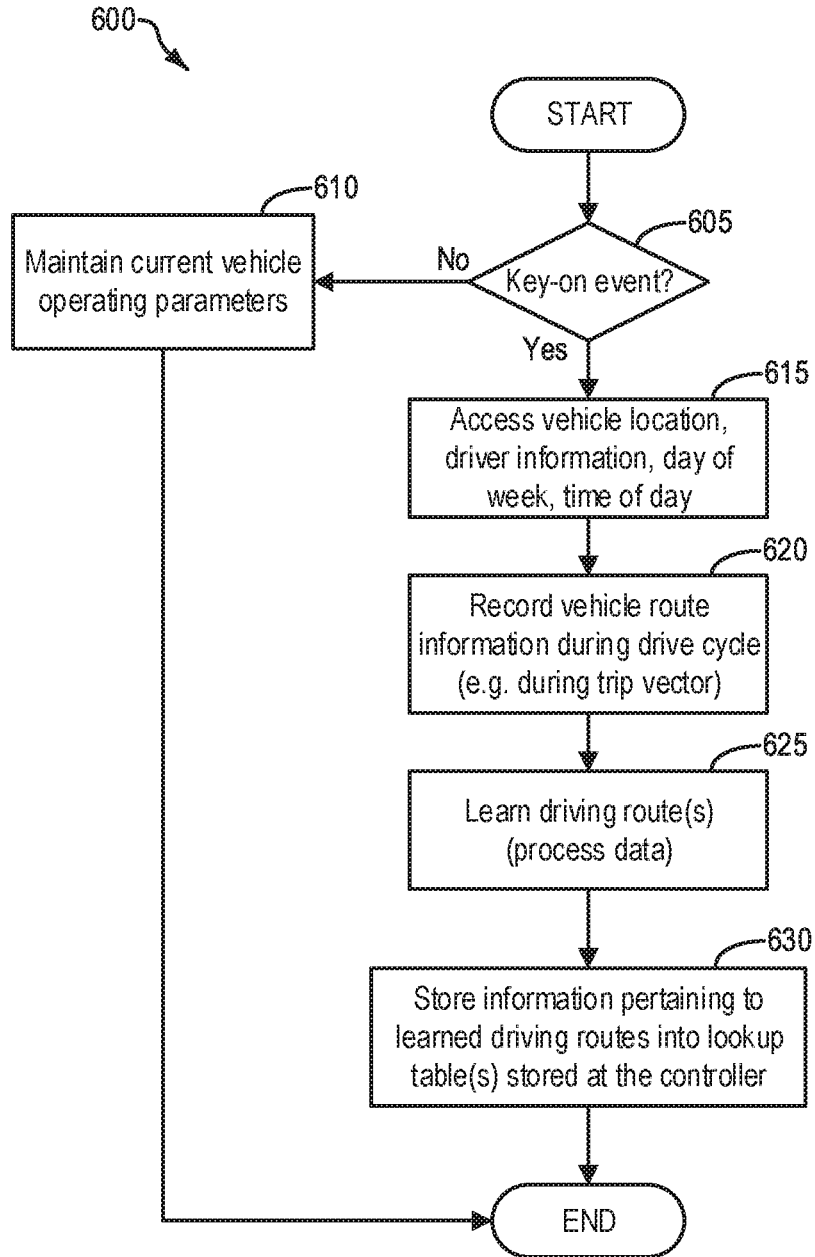 600
START
605
Key-on event?
No
Yes
610
Maintain current vehicle
operating parameters
615
Access vehicle location,
driver information, day of
week, time of day
620
Record vehicle route
information during drive cycle
(e.g. during trip vector)
625
Learn driving route(s)
(process data)
630
Store information pertaining to
learned driving routes into lookup
table(s) stored at the controller
END